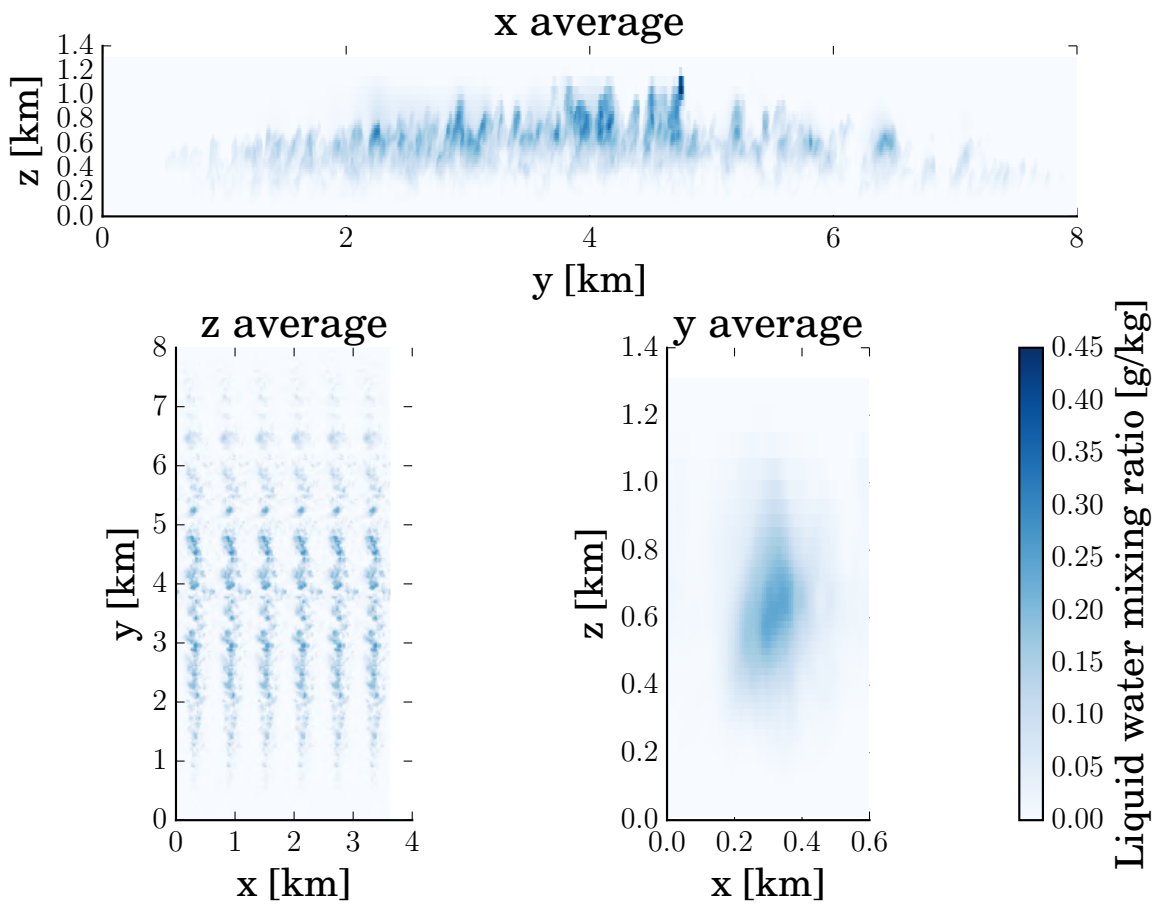 x average
1.4
1.2
1.0
0.8
0.6
0.4
0.2
0.0
z [km]
0 2 4 6 8
y [km]
z average
8
7
6
5
4
3
2
1
0
y [km]
0 1 2 3 4
x [km]
y average
1.4
1.2
1.0
0.8
0.6
0.4
0.2
0.0
z [km]
0.0 0.2 0.4 0.6
x [km]
0.45
0.40
0.35
0.30
0.25
0.20
0.15
0.10
0.05
0.00
Liquid water mixing ratio [g/kg]